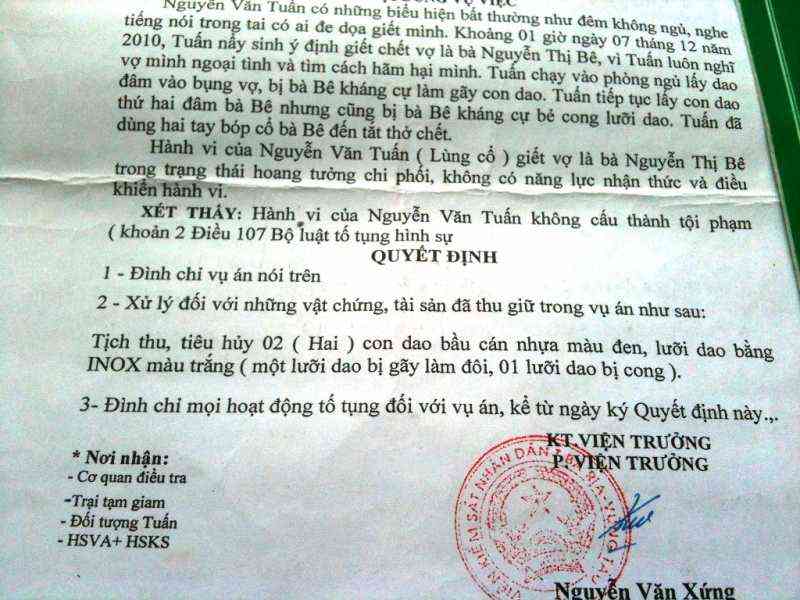 VỤ VIỆC
Nguyễn Văn Tuấn có những biểu hiện bất thường như đêm không ngủ, nghe
tiếng nói trong tai có ai đe dọa giết mình. Khoảng 01 giờ ngày 07 tháng 12 năm
2010, Tuấn nẩy sinh ý định giết chết vợ là bà Nguyễn Thị Bê, vì Tuấn luôn nghĩ
vợ mình ngoại tình và tìm cách hãm hại mình. Tuấn chạy vào phòng ngủ lấy dao
đâm vào bụng vợ, bị bà Bê kháng cự làm gãy con dao. Tuấn tiếp tục lấy con dao
thứ hai đâm bà Bê nhưng cũng bị bà Bê kháng cự bẻ cong lưỡi dao. Tuấn đã
dùng hai tay bóp cổ bà Bê đến tắt thở chết.
Hành vi của Nguyễn Văn Tuấn ( Lùng cổ ) giết vợ là bà Nguyễn Thị Bê
trong trạng thái hoang tưởng chi phối, không có năng lực nhận thức và điều
khiển hành vi.
XÉT THẤY: Hành vi của Nguyễn Văn Tuấn không cấu thành tội phạm
( khoản 2 Điều 107 Bộ luật tố tụng hình sự
QUYẾT ĐỊNH
1 - Đình chỉ vụ án nói trên
2 - Xử lý đối với những vật chứng, tài sản đã thu giữ trong vụ án như sau:
Tịch thu, tiêu hủy 02 ( Hai ) con dao bầu cán nhựa màu đen, lưỡi dao bằng
INOX màu trắng ( một lưỡi dao bị gãy làm đôi, 01 lưỡi dao bị cong ).
3- Đình chỉ mọi hoạt động tố tụng đối với vụ án, kể từ ngày ký Quyết định này.,.
KT.VIỆN TRƯỞNG
P. VIỆN TRƯỞNG
* Nơi nhận:
- Cơ quan điều tra
-Trại tạm giam
- Đối tượng Tuấn
- HSVA+ HSKS
VIỆN KIỂM SÁT NHÂN DÂN T. BÀ RỊA-VŨNG TÀU
Nguyễn Văn Xứng